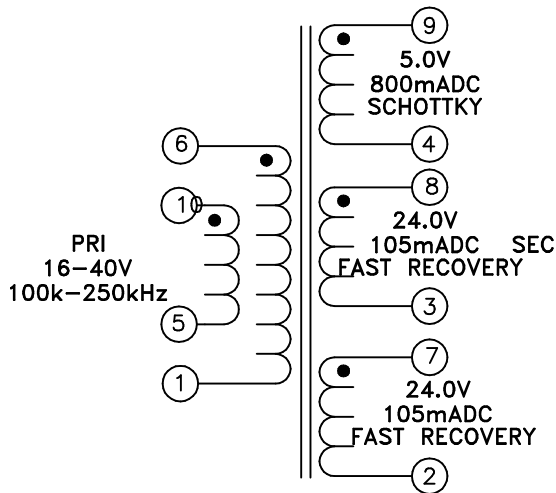 9
5.0V
800mADC
SCHOTTKY
4
6
10
PRI
16-40V
100k-250kHz
5
1
8
24.0V
105mADC SEC
FAST RECOVERY
3
7
24.0V
105mADC
FAST RECOVERY
2